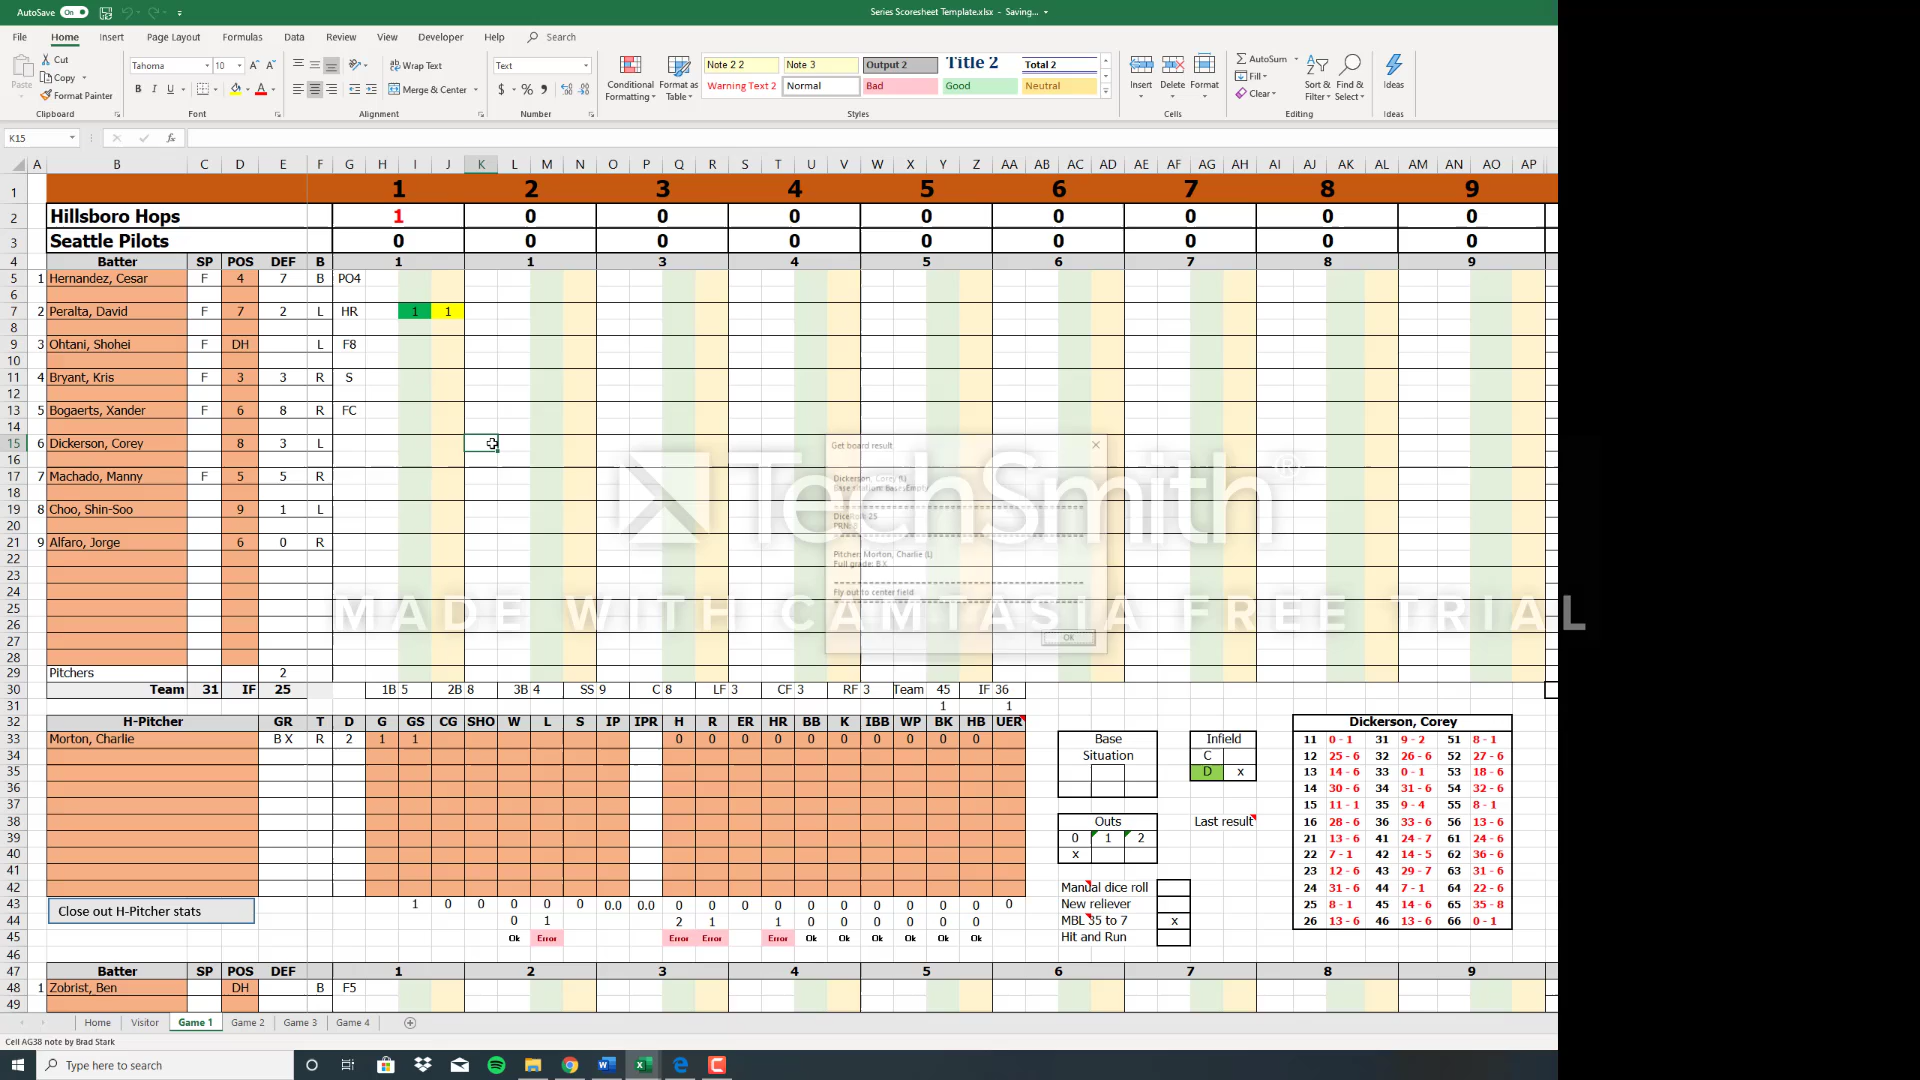 AutoSave On Series Scoresheet Template.xlsx - Saving...
File Home Insert Page Layout Formulas Data Review View Developer Help Search
Paste Cut Copy Format Painter Clipboard
Tahoma 10 B I U Font
Wrap Text Merge & Center Alignment
Text $ % Number
Conditional Formatting Format as Table
Note 2 2 Note 3 Output 2 Title 2 Total 2
Warning Text 2 Normal Bad Good Neutral
Styles
Insert Delete Format Cells
AutoSum Fill Clear Sort & Filter Find & Select Editing
Ideas Ideas
K15 fx
A B C D E F G H I J K L M N O P Q R S T U V W X Y Z AA AB AC AD AE AF AG AH AI AJ AK AL AM AN AO AP
1 1 2 3 4 5 6 7 8 9
2 Hillsboro Hops 1 0 0 0 0 0 0 0 0
3 Seattle Pilots 0 0 0 0 0 0 0 0 0
4 Batter SP POS DEF B 1 1 3 4 5 6 7 8 9
5 1 Hernandez, Cesar F 4 7 B PO4
6
7 2 Peralta, David F 7 2 L HR 1 1
8
9 3 Ohtani, Shohei F DH L F8
10
11 4 Bryant, Kris F 3 3 R S
12
13 5 Bogaerts, Xander F 6 8 R FC
14
15 6 Dickerson, Corey 8 3 L
16
17 7 Machado, Manny F 5 5 R
18
19 8 Choo, Shin-Soo 9 1 L
20
21 9 Alfaro, Jorge 6 0 R
22
23
24
25
26
27
28
Get board result
Dickerson, Corey (L)
Base situation: BasesEmpty
DiceRoll: 25
Pitcher: Morton, Charlie (L)
Full grade: B X
Fly out to center field
OK
TechSmith®
MADE WITH CAMTASIA FREE TRIAL
29 Pitchers 2
30 Team 31 IF 25 1B 5 2B 8 3B 4 SS 9 C 8 LF 3 CF 3 RF 3 Team 45 IF 36
31 1 1
32 H-Pitcher GR T D G GS CG SHO W L S IP IPR H R ER HR BB K IBB WP BK HB UER
33 Morton, Charlie B X R 2 1 1 0 0 0 0 0 0 0 0 0 0
34
35
36
37
38
39
40
41
42
43 1 0 0 0 0 0 0.0 0.0 0 0 0 0 0 0 0 0 0 0 0
44 0 1 2 1 1 0 0 0 0 0 0
45 Ok Error Error Error Error Ok Ok Ok Ok Ok Ok
46
Close out H-Pitcher stats
Base Situation
Infield
C
D x
Outs
0 1 2
x
Last result
Manual dice roll
New reliever
MBL 35 to 7 x
Hit and Run
Dickerson, Corey
11 0 - 1 31 9 - 2 51 8 - 1
12 25 - 6 32 26 - 6 52 27 - 6
13 14 - 6 33 0 - 1 53 18 - 6
14 30 - 6 34 31 - 6 54 32 - 6
15 11 - 1 35 9 - 4 55 8 - 1
16 28 - 6 36 33 - 6 56 13 - 6
21 13 - 6 41 24 - 7 61 24 - 6
22 7 - 1 42 14 - 5 62 36 - 6
23 12 - 6 43 29 - 7 63 31 - 6
24 31 - 6 44 7 - 1 64 22 - 6
25 8 - 1 45 14 - 6 65 35 - 8
26 13 - 6 46 13 - 6 66 0 - 1
47 Batter SP POS DEF 1 2 3 4 5 6 7 8 9
48 1 Zobrist, Ben DH B F5
49
Home Visitor Game 1 Game 2 Game 3 Game 4
Cell AG38 note by Brad Stark
Type here to search